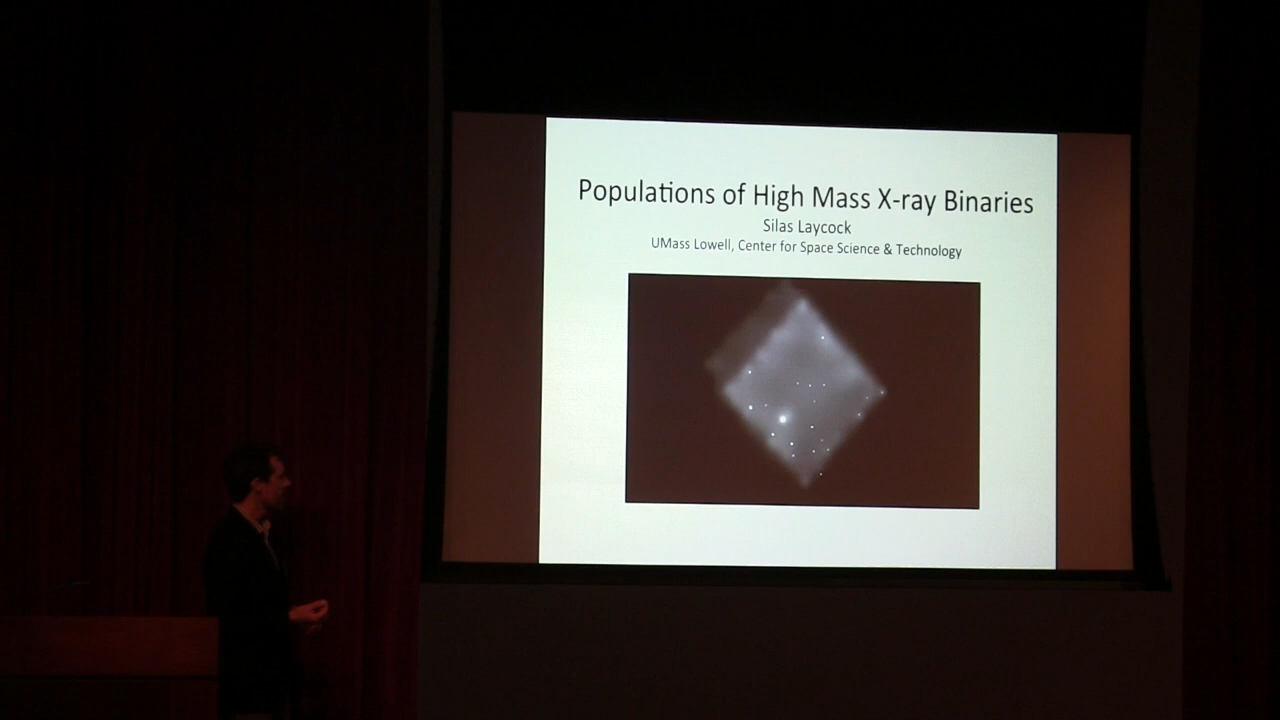 Populations of High Mass X-ray Binaries
Silas Laycock
UMass Lowell, Center for Space Science & Technology